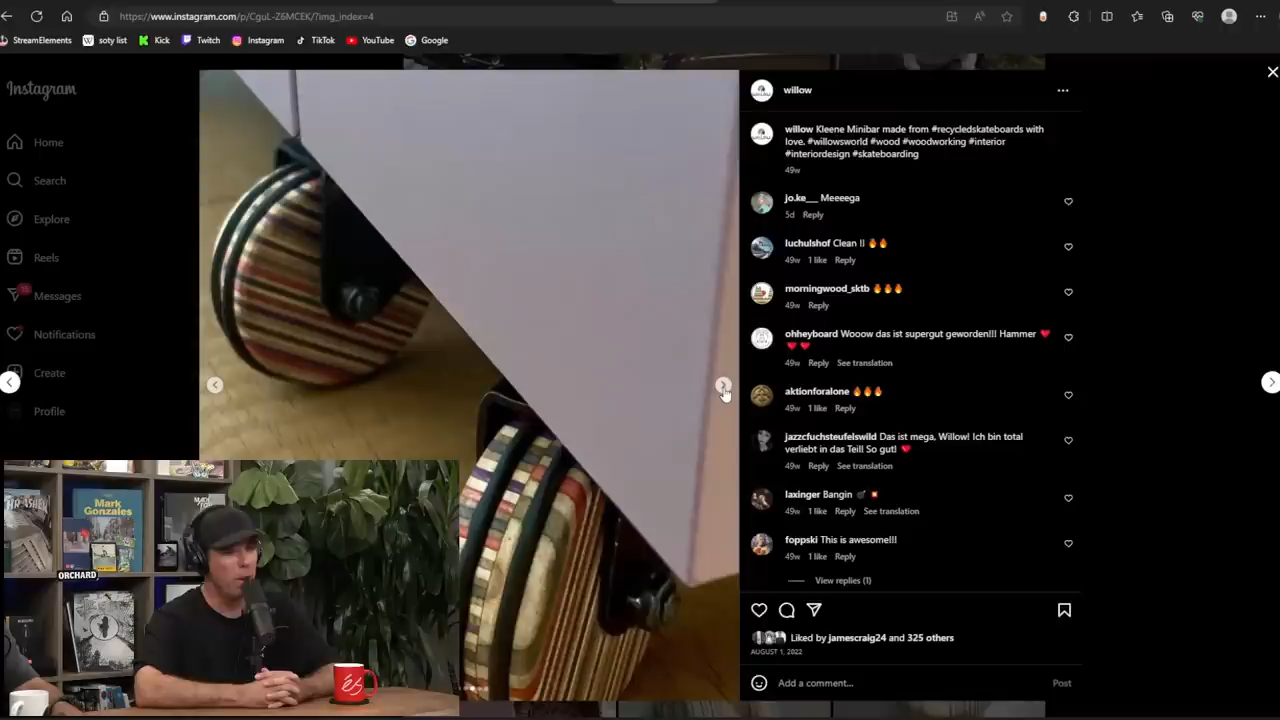 https://www.instagram.com/p/CguL-Z6MCEK/?img_index=4
StreamElements
soty list
Kick
Twitch
Instagram
TikTok
YouTube
Google
Instagram
Home
Search
Explore
Reels
Messages
Notifications
Create
Profile
willow
willow Kleene Minibar made from #recycledskateboards with
love. #willowsworld #wood #woodworking #interior
#interiordesign #skateboarding
49w
jo.ke___ Meeeega
5d Reply
luchulshof Clean !!
49w 1 like Reply
morningwood_sktb
49w Reply
ohheyboard Wooow das ist supergut geworden!!! Hammer
49w Reply See translation
aktionforalone
49w 1 like Reply
jazzcfuchsteufelswild Das ist mega, Willow! Ich bin total
verliebt in das Teil! So gut!
49w Reply See translation
laxinger Bangin
49w 1 like Reply See translation
foppski This is awesome!!!
49w 1 like Reply
View replies (1)
Liked by jamescraig24 and 325 others
AUGUST 1, 2022
Add a comment...
Post
THRASHER
Mark
Gonzales
ORCHARD
éS